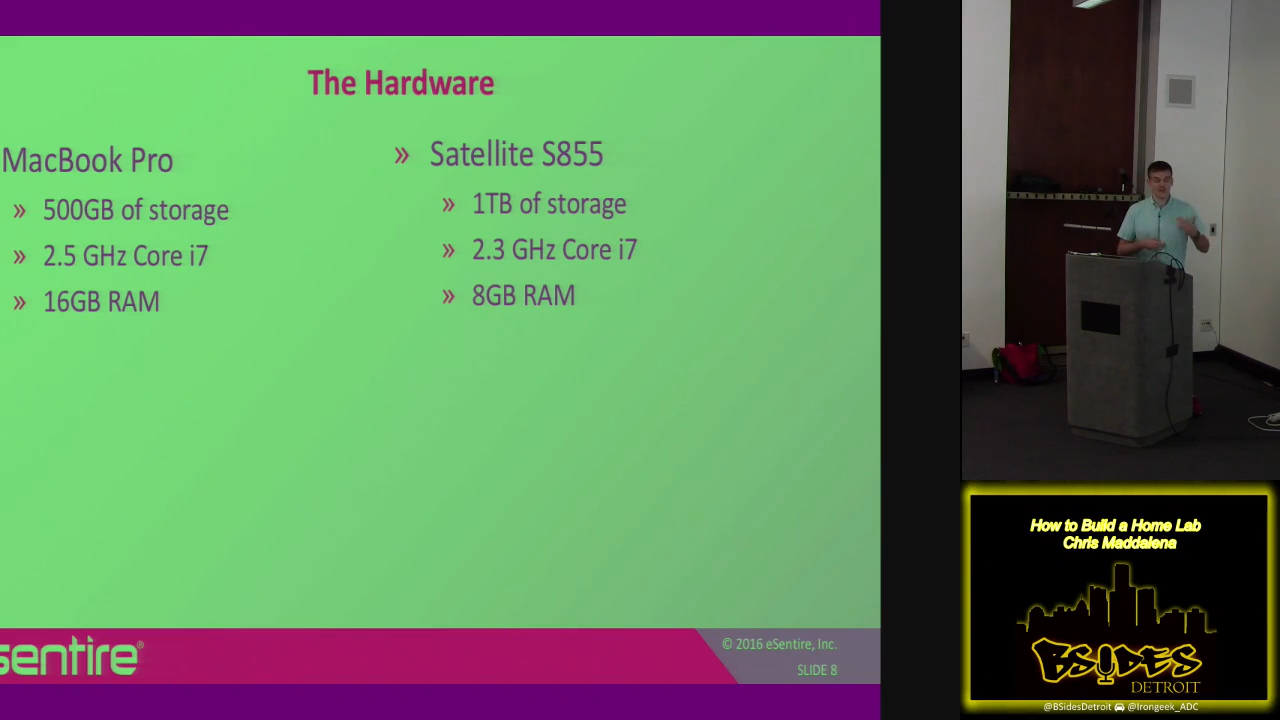 The Hardware
MacBook Pro
» 500GB of storage
» 2.5 GHz Core i7
» 16GB RAM
» Satellite S855
» 1TB of storage
» 2.3 GHz Core i7
» 8GB RAM
sentire®
© 2016 eSentire, Inc.
SLIDE 8
How to Build a Home Lab
Chris Maddalena
BSIDES
DETROIT
@BSidesDetroit @Irongeek_ADC